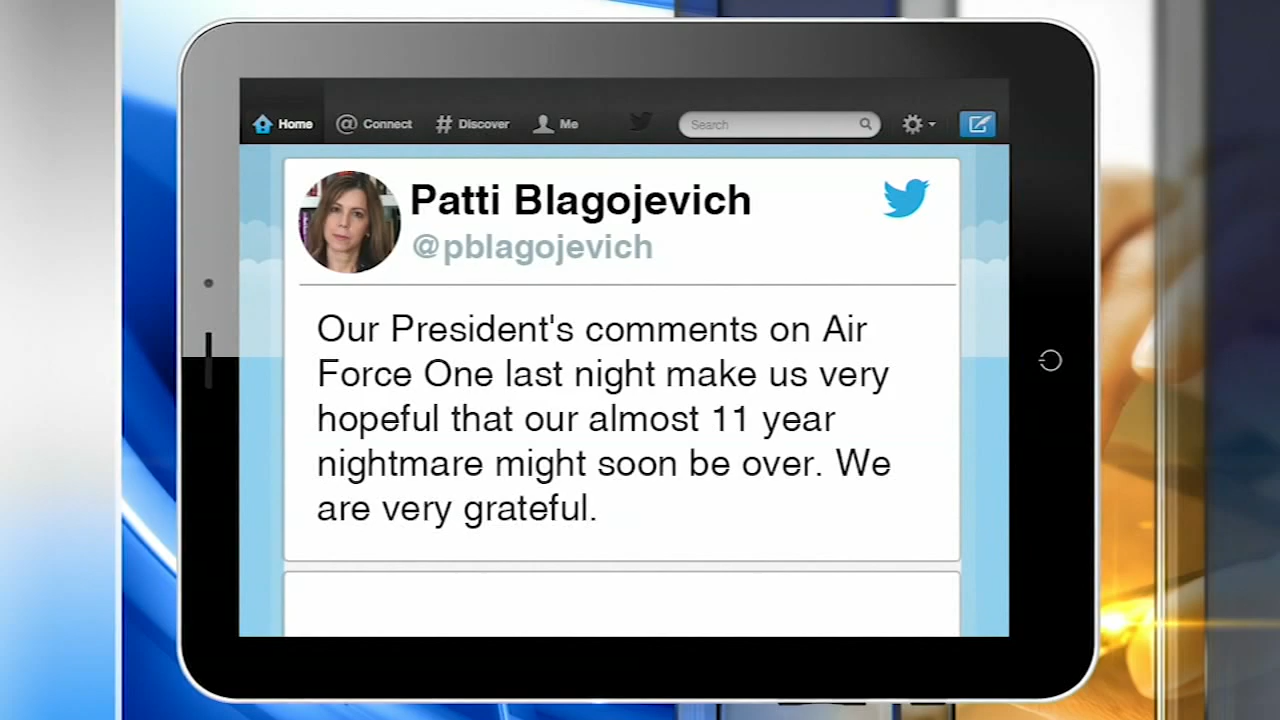 Home @ Connect # Discover Me Search
Patti Blagojevich
@pblagojevich
Our President's comments on Air
Force One last night make us very
hopeful that our almost 11 year
nightmare might soon be over. We
are very grateful.